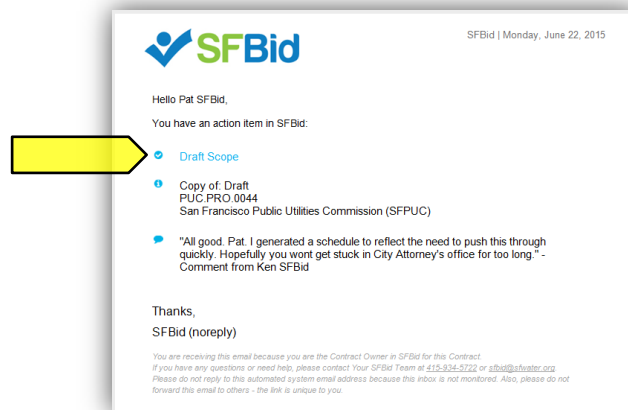 SFBid
SFBid | Monday, June 22, 2015
Hello Pat SFBid,
You have an action item in SFBid:
Draft Scope
Copy of: Draft
PUC.PRO.0044
San Francisco Public Utilities Commission (SFPUC)
"All good. Pat. I generated a schedule to reflect the need to push this through
quickly. Hopefully you wont get stuck in City Attorney's office for too long." -
Comment from Ken SFBid
Thanks,
SFBid (noreply)
You are receiving this email because you are the Contract Owner in SFBid for this Contract.
If you have any questions or need help, please contact Your SFBid Team at 415-934-5722 or sfbid@sfwater.org
Please do not reply to this automated system email address because this inbox is not monitored. Also, please do not
forward this email to others - the link is unique to you.